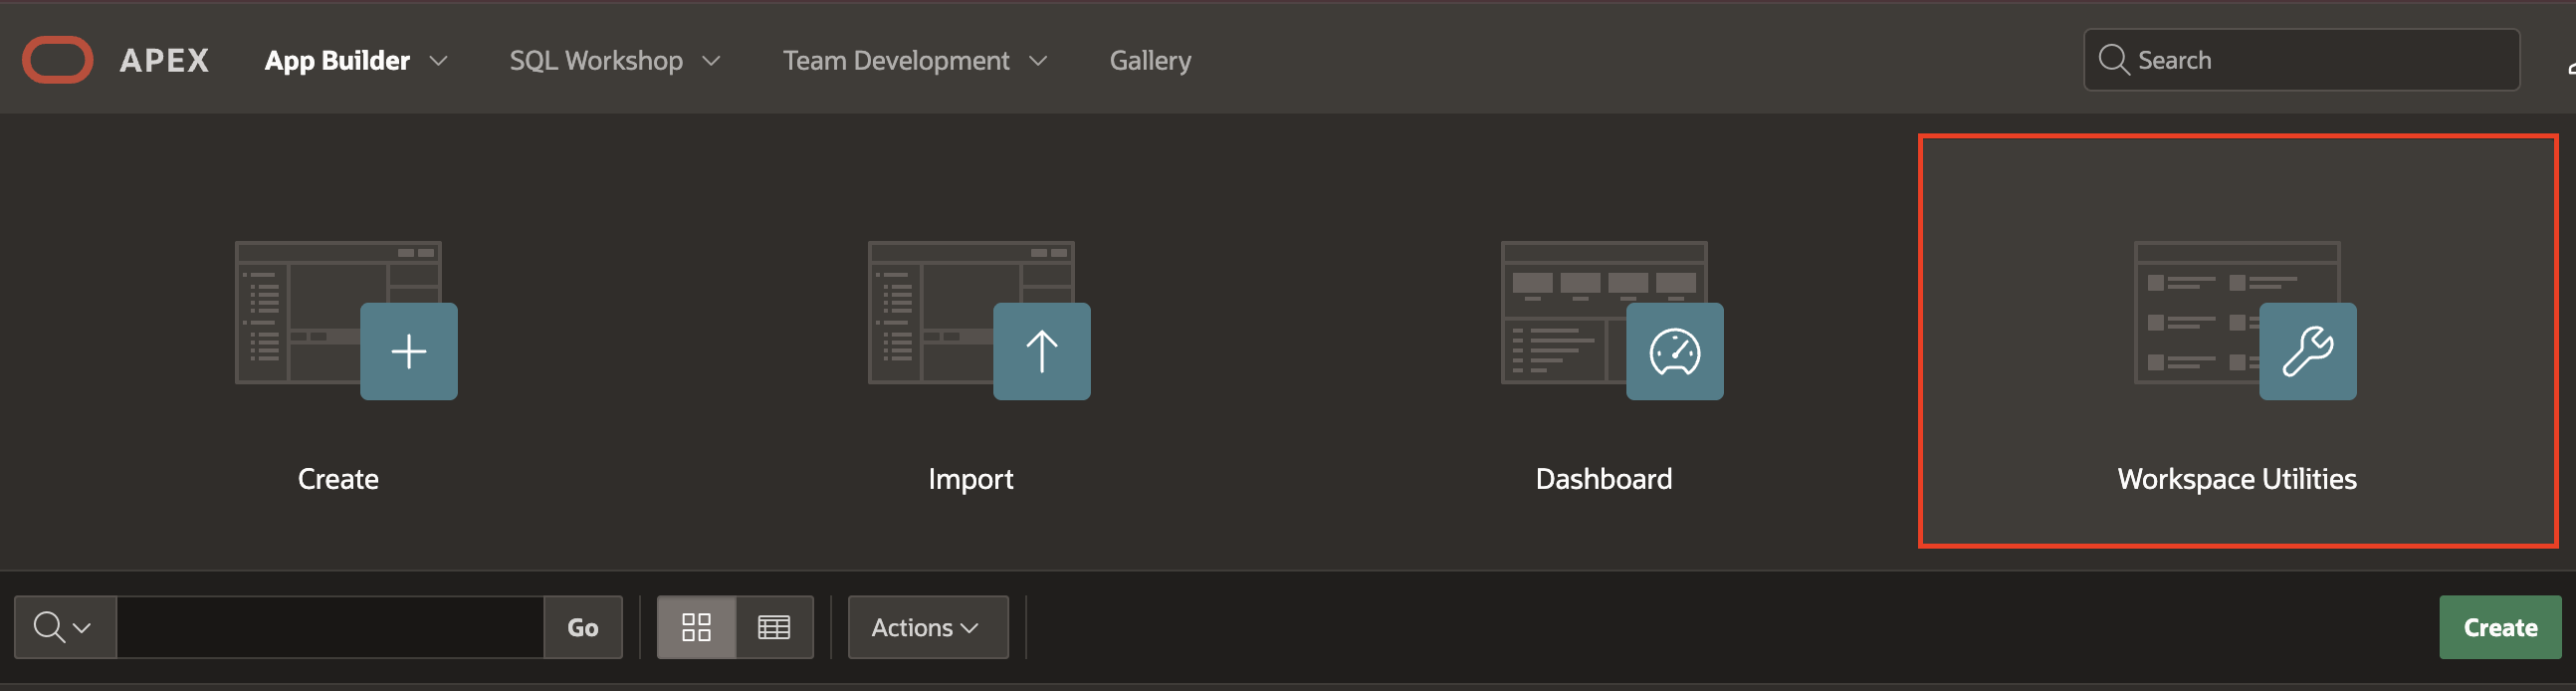 APEX App Builder SQL Workshop Team Development Gallery Search
Create Import Dashboard Workspace Utilities
Go Actions Create